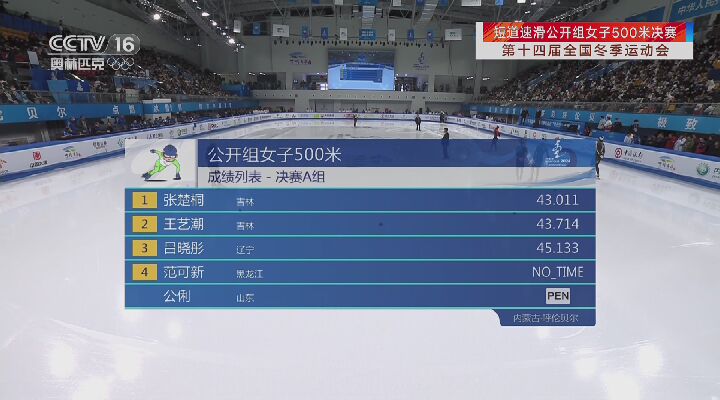 CCTV 16
奥林匹克
短道速滑公开组女子500米决赛
第十四届全国冬季运动会
公开组女子500米
成绩列表 - 决赛A组
1 张楚桐 吉林 43.011
2 王艺潮 吉林 43.714
3 吕晓彤 辽宁 45.133
4 范可新 黑龙江 NO_TIME
公俐 山东 PEN
内蒙古·呼伦贝尔